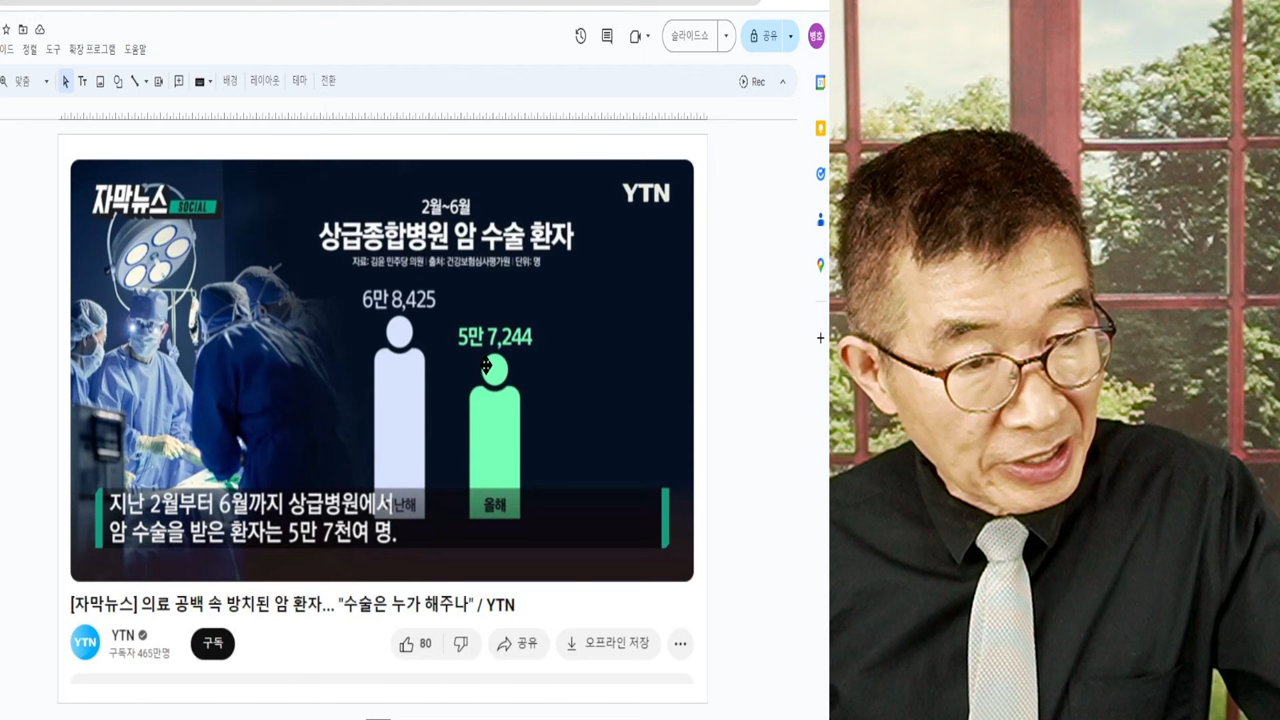 이드 정렬 도구 확장 프로그램 도움말
슬라이드쇼
공유
범호
맞춤
Tт
배경
레이아웃
테마
전환
Rec
자막뉴스
SOCIAL
YTN
2월~6월
상급종합병원 암 수술 환자
자료: 김윤 민주당 의원 | 출처: 건강보험심사평가원 | 단위: 명
6만 8,425
5만 7,244
난해
올해
지난 2월부터 6월까지 상급병원에서
암 수술을 받은 환자는 5만 7천여 명.
[자막뉴스] 의료 공백 속 방치된 암 환자... "수술은 누가 해주나" / YTN
YTN
YTN
구독자 465만명
구독
80
공유
오프라인 저장